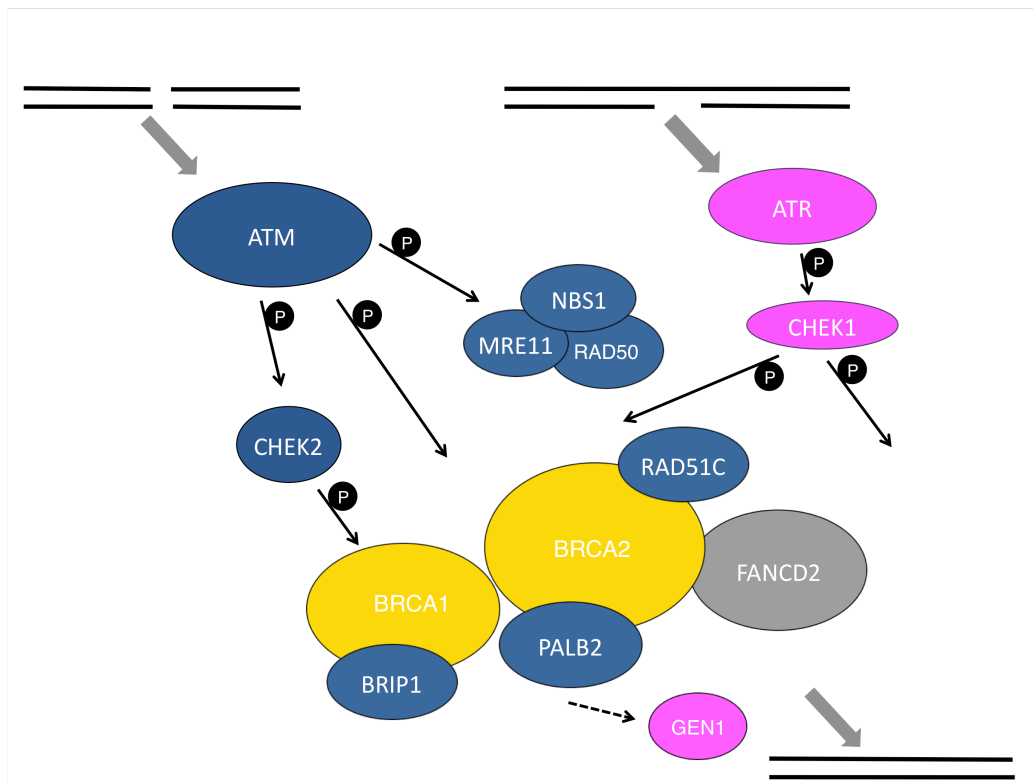 ATM
ATR
P
P
NBS1
P
P
MRE11
RAD50
CHEK1
P
P
CHEK2
RAD51C
P
BRCA2
FANCD2
BRCA1
PALB2
BRIP1
GEN1